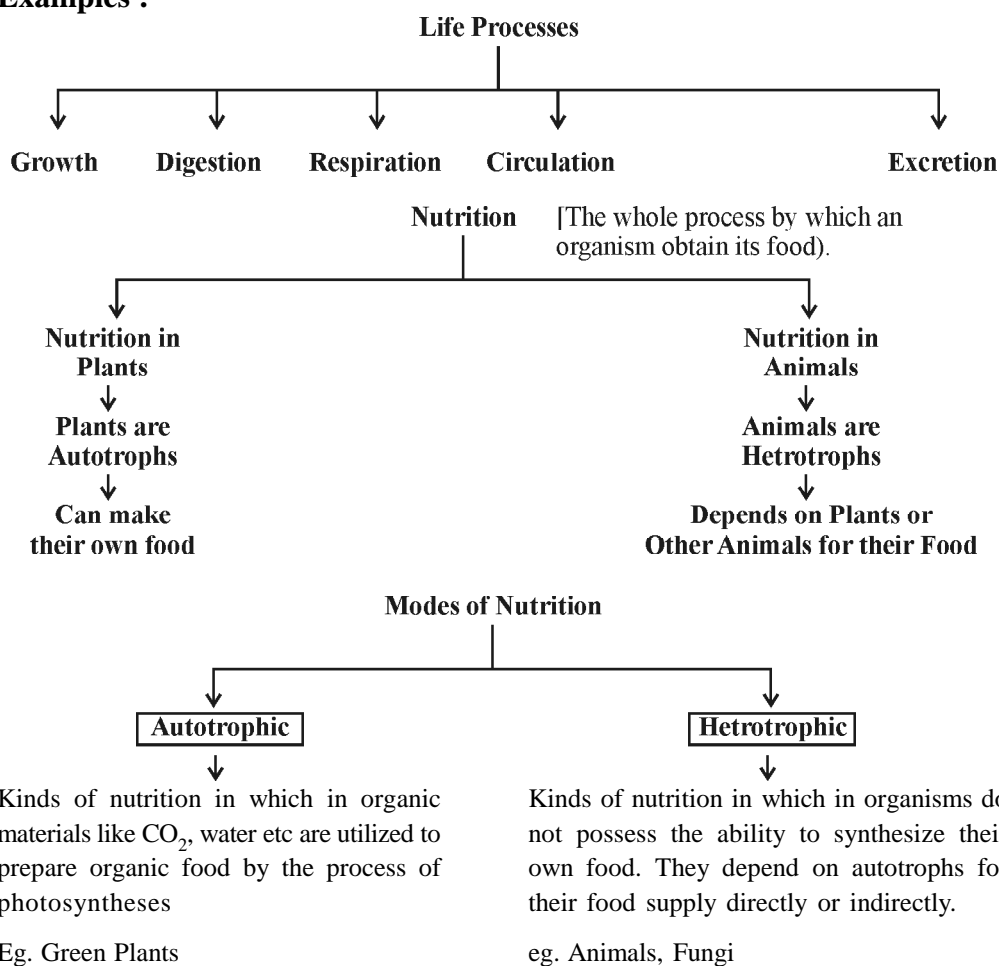 Examples :
Life Processes
Growth Digestion Respiration Circulation Excretion
Nutrition [The whole process by which an
organism obtain its food).
Nutrition in
Plants
Plants are
Autotrophs
Can make
their own food
Nutrition in
Animals
Animals are
Hetrotrophs
Depends on Plants or
Other Animals for their Food
Modes of Nutrition
Autotrophic
Kinds of nutrition in which in organic
materials like CO₂, water etc are utilized to
prepare organic food by the process of
photosyntheses
Eg. Green Plants
Hetrotrophic
Kinds of nutrition in which in organisms do
not possess the ability to synthesize their
own food. They depend on autotrophs for
their food supply directly or indirectly.
eg. Animals, Fungi